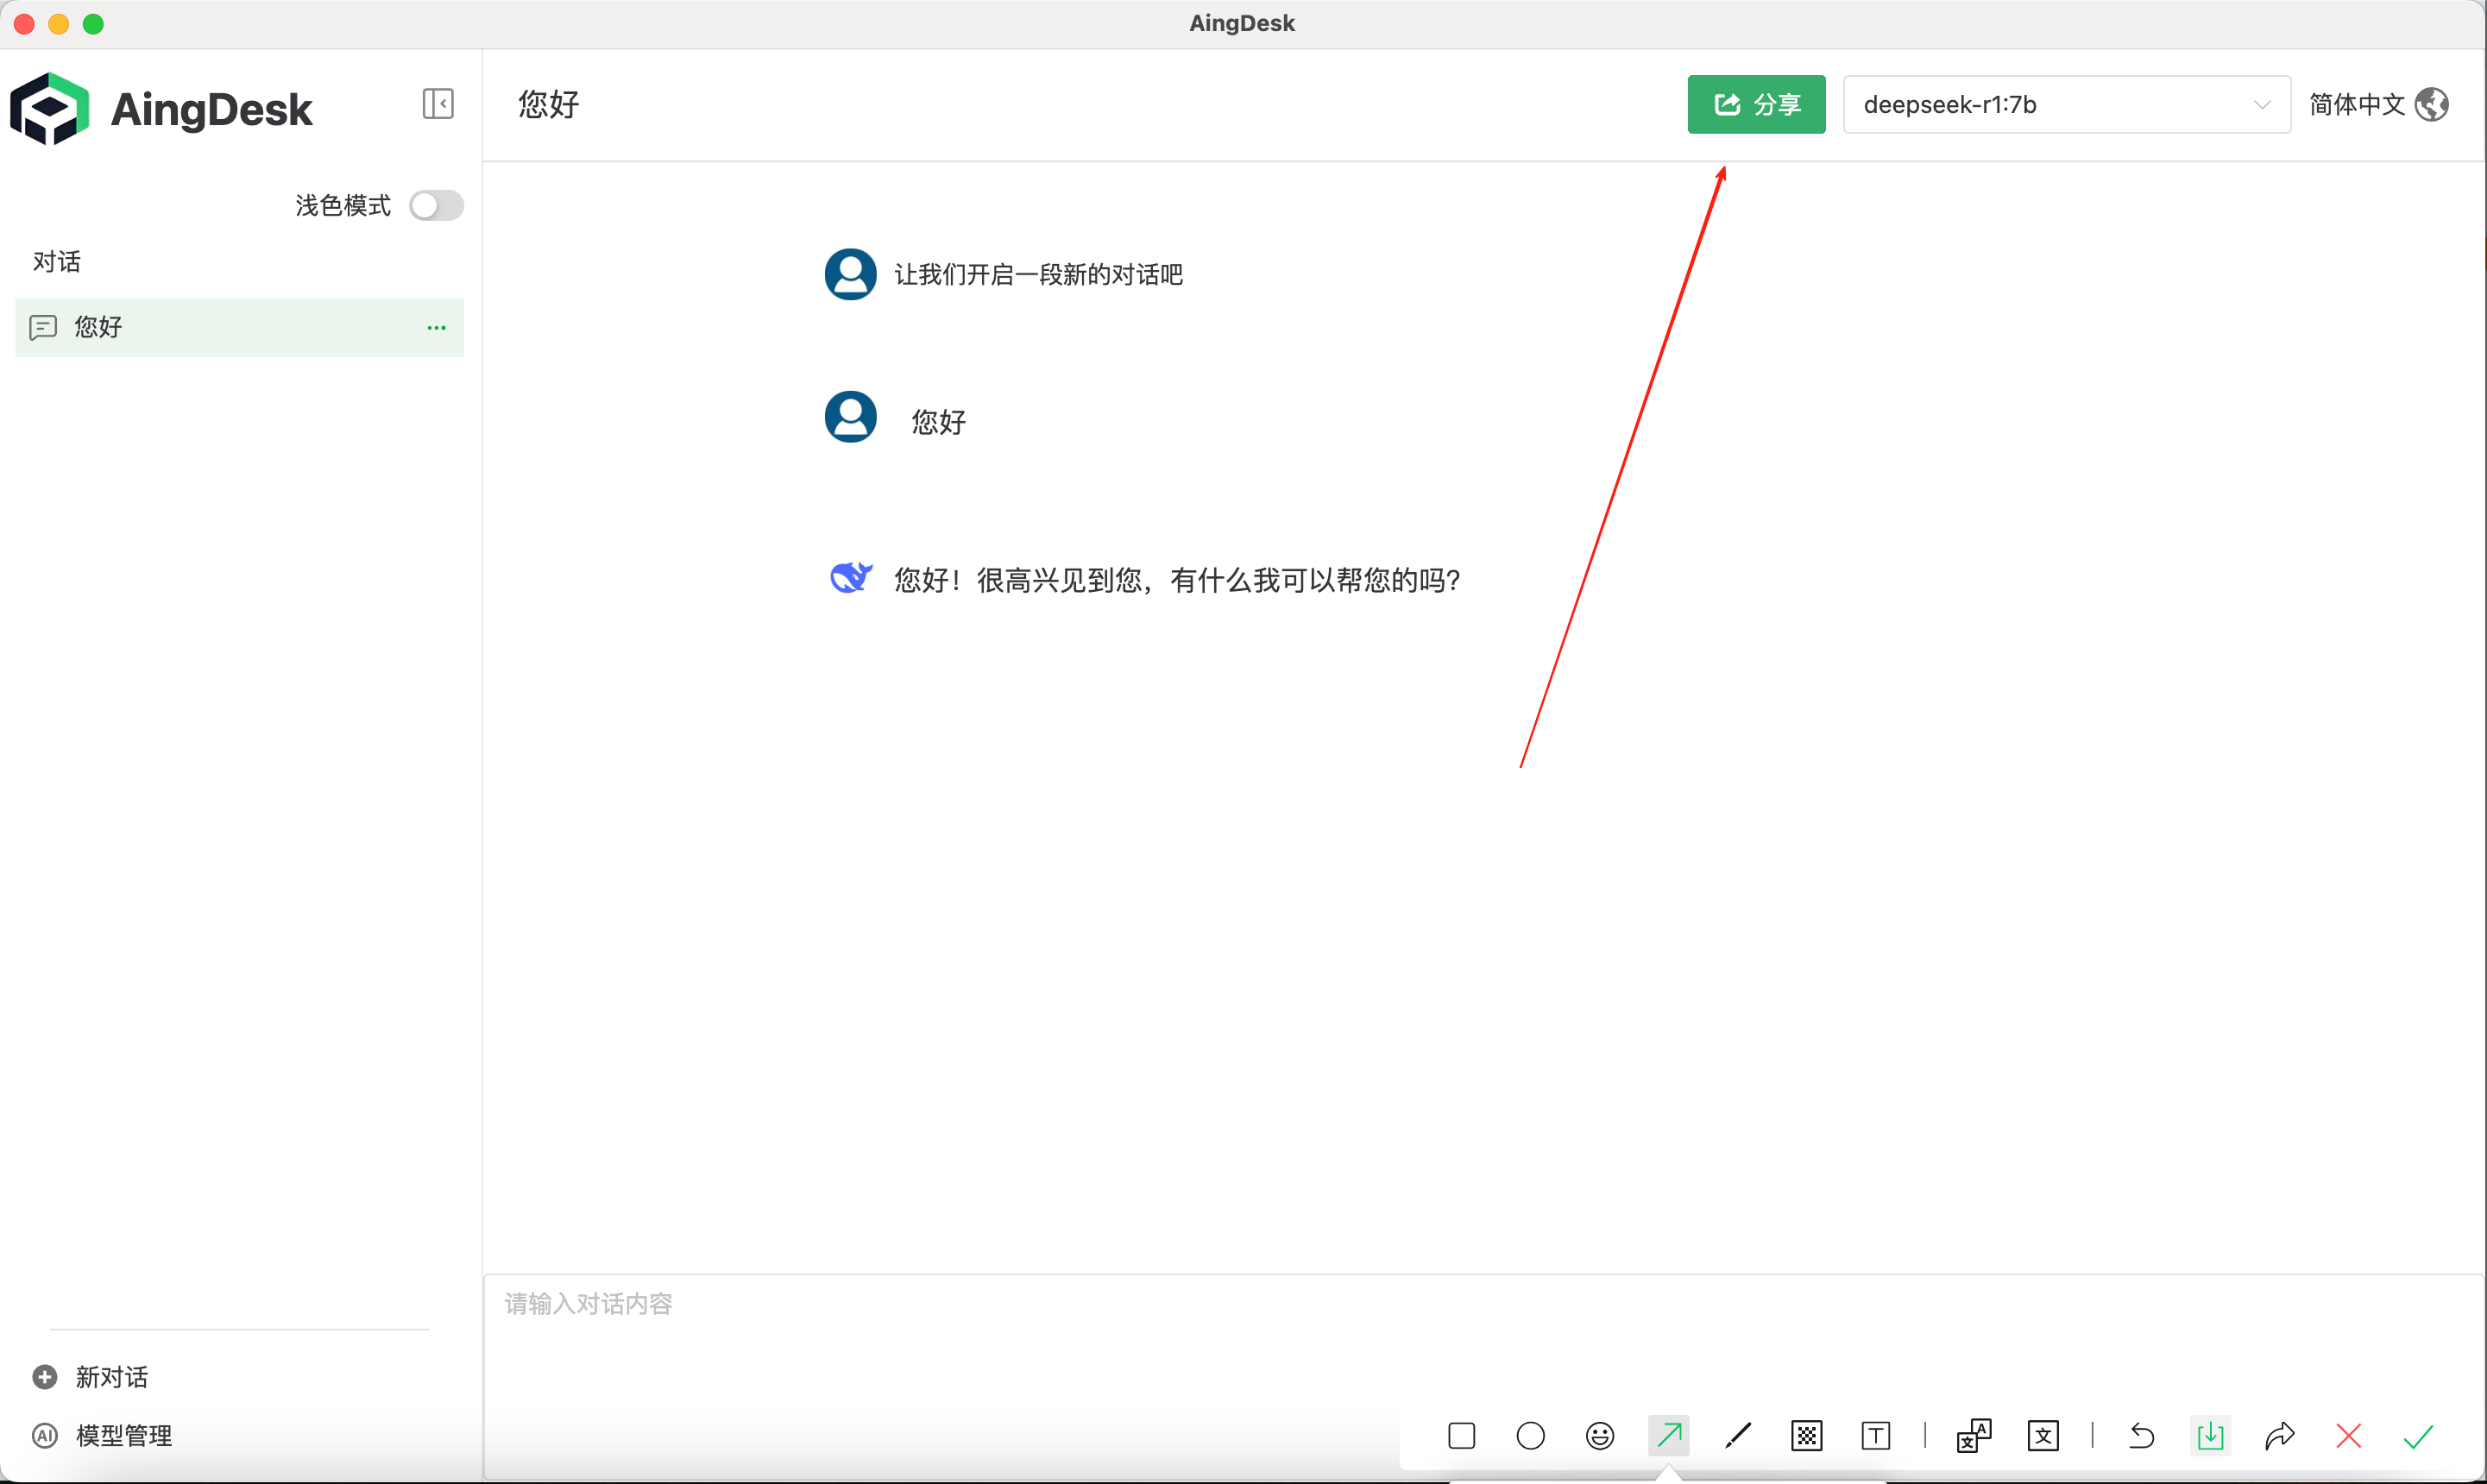 AingDesk
AingDesk
浅色模式
对话
您好
新对话
模型管理
您好
分享
deepseek-r1:7b
简体中文
让我们开启一段新的对话吧
您好
您好！很高兴见到您，有什么我可以帮您的吗？
请输入对话内容